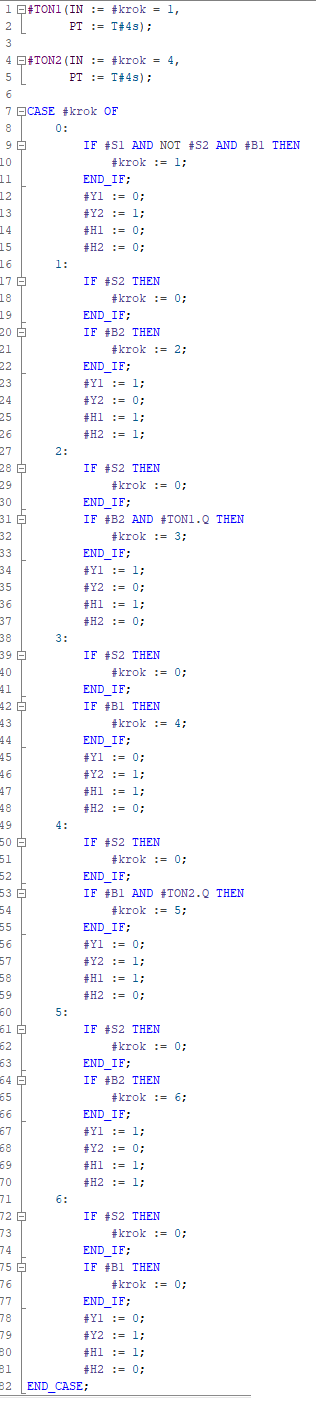 1 #TON1(IN := #krok = 1,
2 PT := T#4s);
3
4 #TON2(IN := #krok = 4,
5 PT := T#4s);
6
7 CASE #krok OF
8 0:
9 IF #S1 AND NOT #S2 AND #B1 THEN
10 #krok := 1;
11 END_IF;
12 #Y1 := 0;
13 #Y2 := 1;
14 #H1 := 0;
15 #H2 := 0;
16 1:
17 IF #S2 THEN
18 #krok := 0;
19 END_IF;
20 IF #B2 THEN
21 #krok := 2;
22 END_IF;
23 #Y1 := 1;
24 #Y2 := 0;
25 #H1 := 1;
26 #H2 := 1;
27 2:
28 IF #S2 THEN
29 #krok := 0;
30 END_IF;
31 IF #B2 AND #TON1.Q THEN
32 #krok := 3;
33 END_IF;
34 #Y1 := 1;
35 #Y2 := 0;
36 #H1 := 1;
37 #H2 := 0;
38 3:
39 IF #S2 THEN
40 #krok := 0;
41 END_IF;
42 IF #B1 THEN
43 #krok := 4;
44 END_IF;
45 #Y1 := 0;
46 #Y2 := 1;
47 #H1 := 1;
48 #H2 := 0;
49 4:
50 IF #S2 THEN
51 #krok := 0;
52 END_IF;
53 IF #B1 AND #TON2.Q THEN
54 #krok := 5;
55 END_IF;
56 #Y1 := 0;
57 #Y2 := 1;
58 #H1 := 1;
59 #H2 := 0;
60 5:
61 IF #S2 THEN
62 #krok := 0;
63 END_IF;
64 IF #B2 THEN
65 #krok := 6;
66 END_IF;
67 #Y1 := 1;
68 #Y2 := 0;
69 #H1 := 1;
70 #H2 := 1;
71 6:
72 IF #S2 THEN
73 #krok := 0;
74 END_IF;
75 IF #B1 THEN
76 #krok := 0;
77 END_IF;
78 #Y1 := 0;
79 #Y2 := 1;
80 #H1 := 1;
81 #H2 := 0;
82 END_CASE;